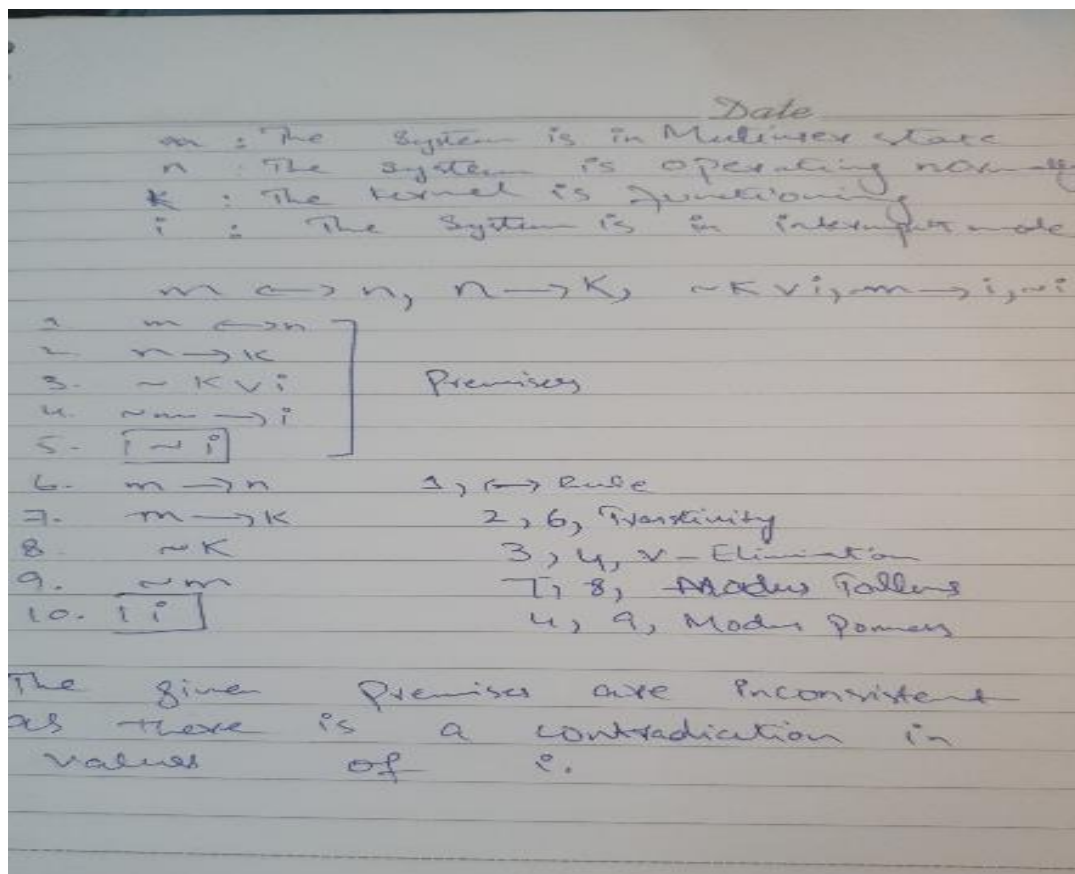 Date
m : The System is in Multiuser state
n : The system is operating normally
K : The kernel is functioning
i : The System is in interrupt mode
m ↔ n, n → K, ~K ∨ i, ~m → i, ~i
1. m ↔ n
2. n → K
3. ~ K ∨ i Premises
4. ~m → i
5. ~ i
6. m → n 1, ↔ Rule
7. m → K 2, 6, Transitivity
8. ~K 3, 4, ∨-Elimination
9. ~m 7, 8, Modus Tollens
10. i 4, 9, Modus Ponness
The given Premises are inconsistent
as there is a contradication in
values of i.